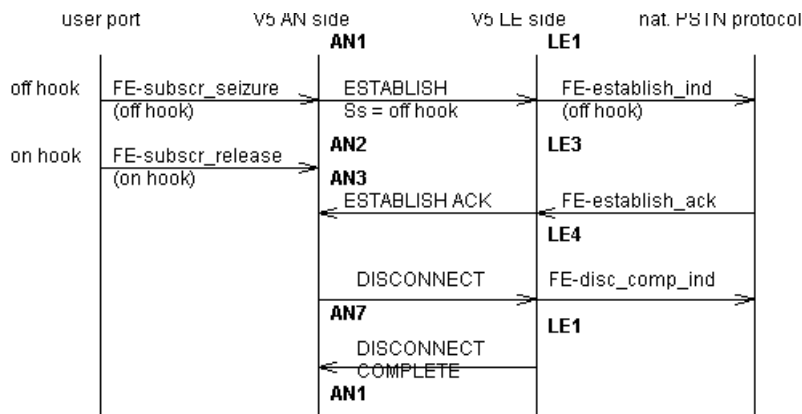 user port V5 AN side V5 LE side nat. PSTN protocol
AN1 LE1
off hook FE-subscr_seizure ESTABLISH FE-establish_ind
(off hook) Ss = off hook (off hook)
AN2 LE3
on hook FE-subscr_release
(on hook) AN3
ESTABLISH ACK FE-establish_ack
LE4
DISCONNECT FE-disc_comp_ind
AN7 LE1
DISCONNECT
COMPLETE
AN1